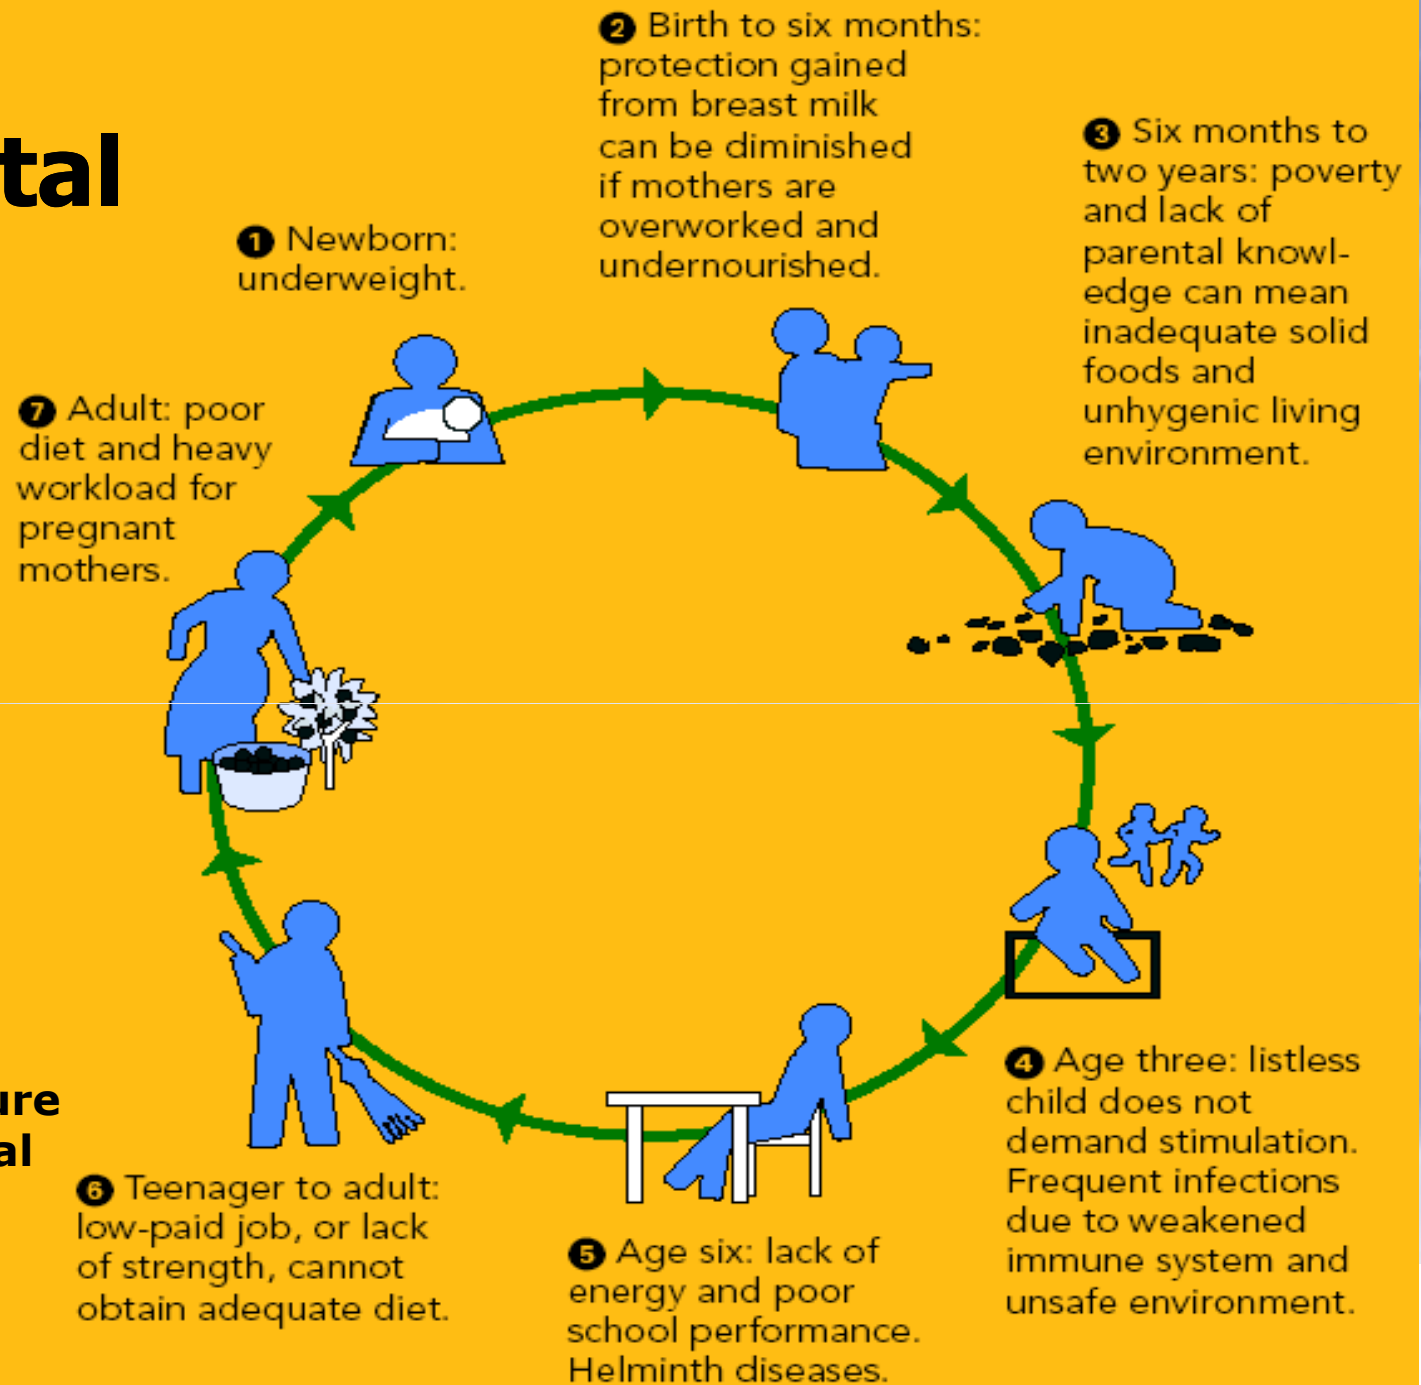 tal
❶ Newborn:
underweight.
❷ Birth to six months:
protection gained
from breast milk
can be diminished
if mothers are
overworked and
undernourished.
❸ Six months to
two years: poverty
and lack of
parental knowl-
edge can mean
inadequate solid
foods and
unhygenic living
environment.
❹ Age three: listless
child does not
demand stimulation.
Frequent infections
due to weakened
immune system and
unsafe environment.
❺ Age six: lack of
energy and poor
school performance.
Helminth diseases.
❻ Teenager to adult:
low-paid job, or lack
of strength, cannot
obtain adequate diet.
❼ Adult: poor
diet and heavy
workload for
pregnant
mothers.
ure
al